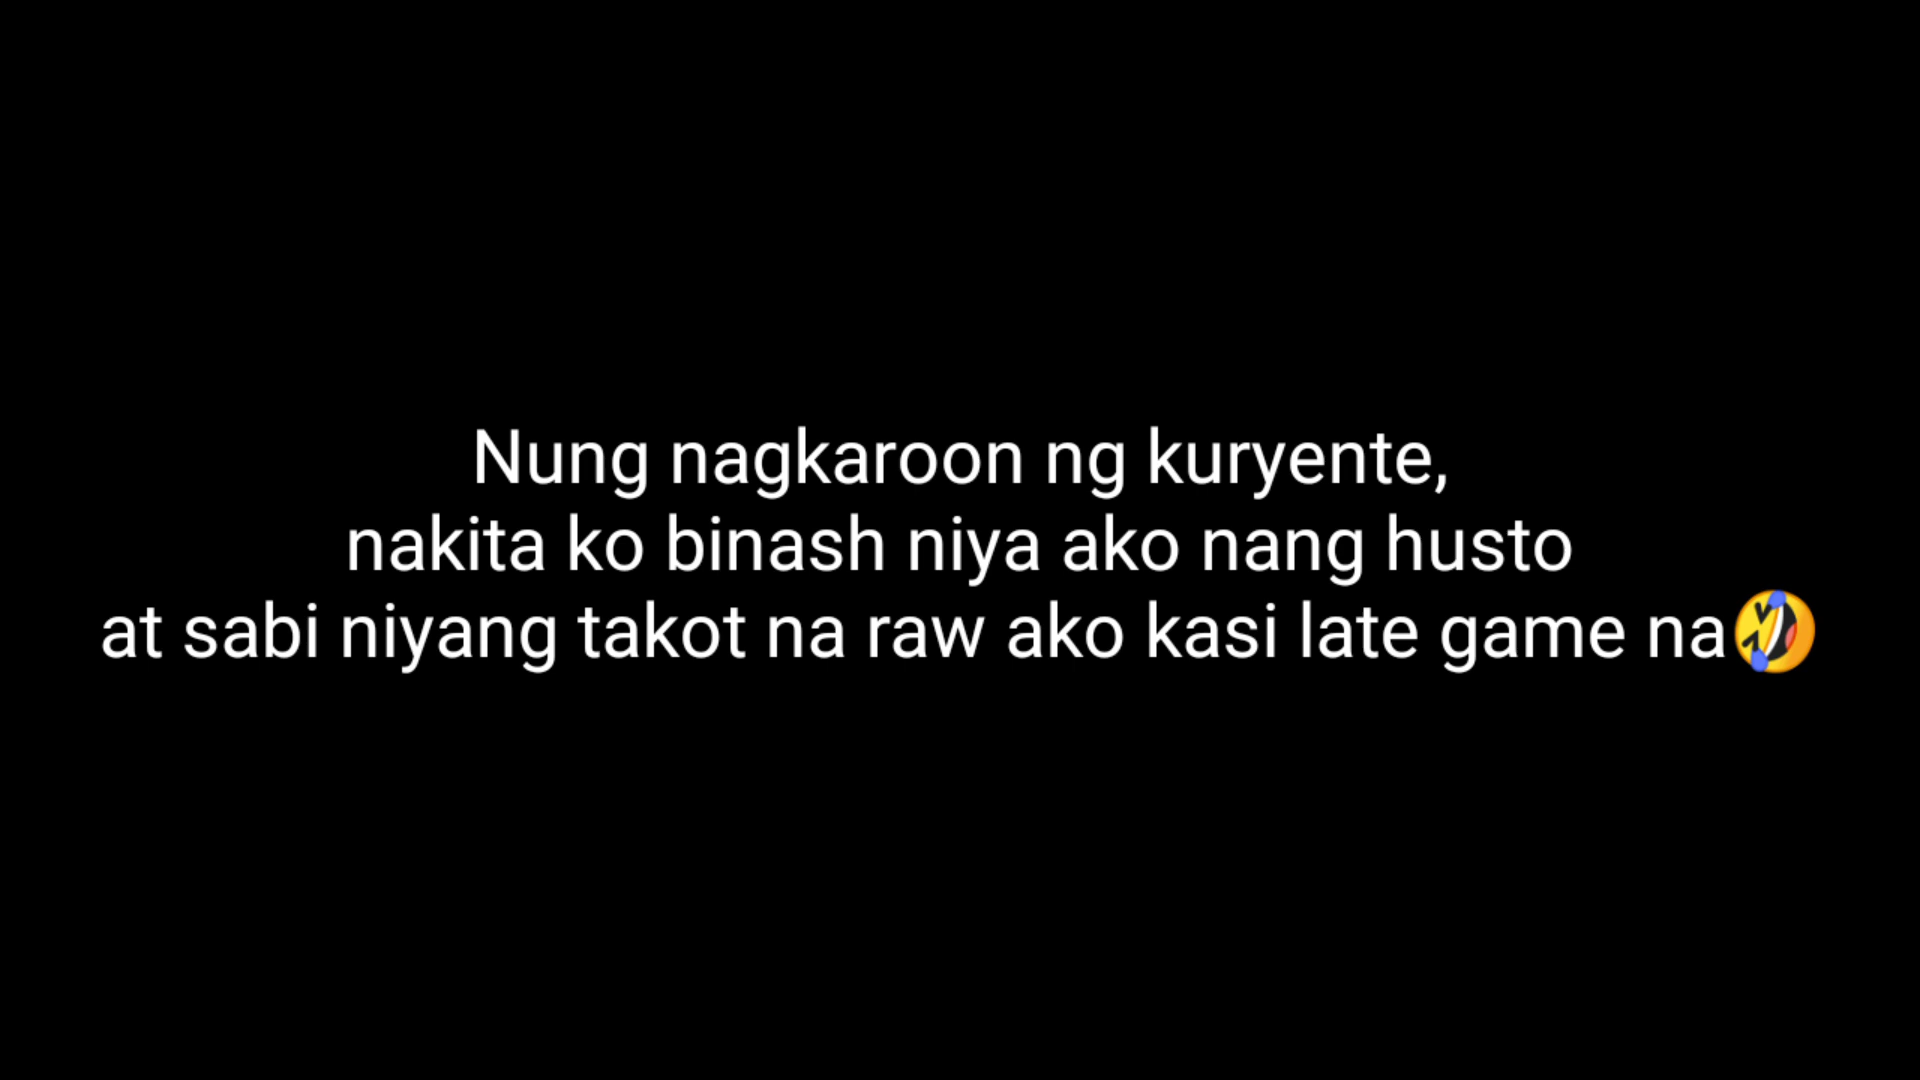 Nung nagkaroon ng kuryente,
nakita ko binash niya ako nang husto
at sabi niyang takot na raw ako kasi late game na🤣